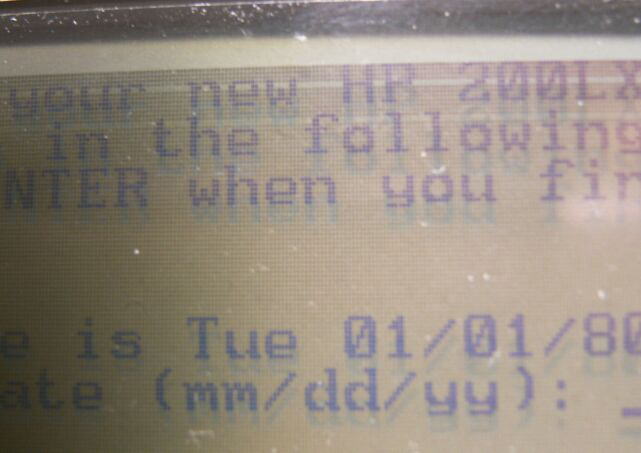 your new HP 200LX
in the following
NTER when you fin
e is Tue 01/01/80
ate (mm/dd/yy): _